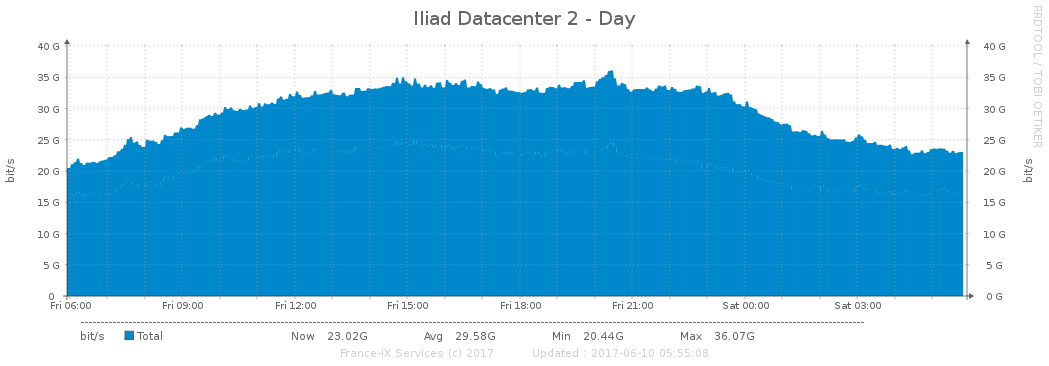 Iliad Datacenter 2 - Day
RRDTOOL / TOBI OETIKER
40 G 40 G
35 G 35 G
30 G 30 G
25 G 25 G
20 G 20 G
15 G 15 G
10 G 10 G
5 G 5 G
0 0 G
bit/s
bit/s
Fri 06:00 Fri 09:00 Fri 12:00 Fri 15:00 Fri 18:00 Fri 21:00 Sat 00:00 Sat 03:00
bit/s Total Now 23.02G Avg 29.58G Min 20.44G Max 36.07G
France-IX Services (c) 2017 Updated : 2017-06-10 05:55:08